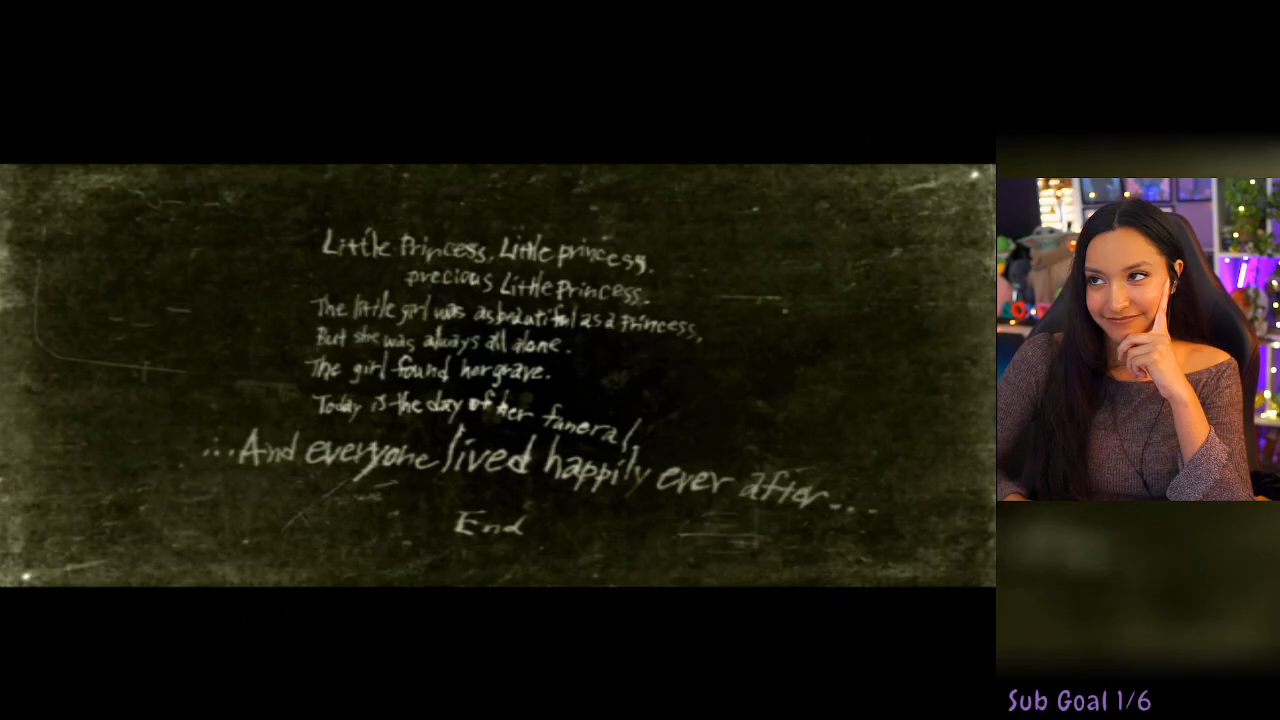 Little Princess, Little princess,
precious Little Princess.
The little girl was as beautiful as a Princess,
But she was always all alone.
The girl found her grave.
Today is the day of her funeral,
...And everyone lived happily ever after...
End
Sub Goal 1/6